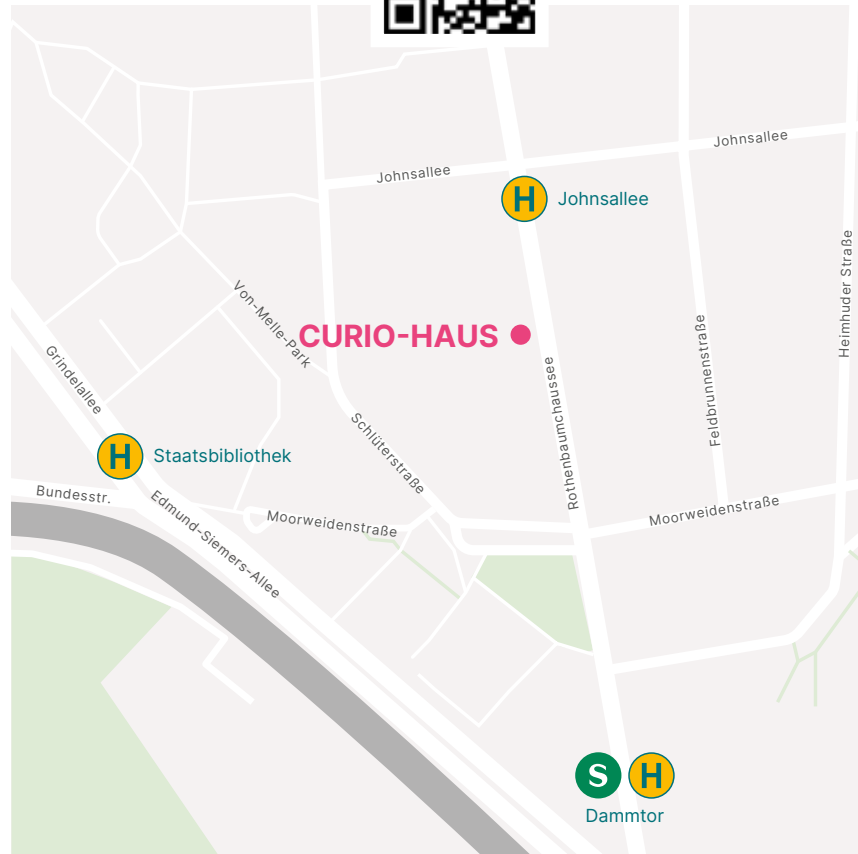 Johnsallee
Johnsallee
H Johnsallee
Heimhuder Straße
Von-Melle-Park
CURIO-HAUS
Feldbrunnenstraße
Grindelallee
Rothenbaumchaussee
Schlüterstraße
H Staatsbibliothek
Bundesstr.
Edmund-Siemers-Allee
Moorweidenstraße
Moorweidenstraße
S H
Dammtor